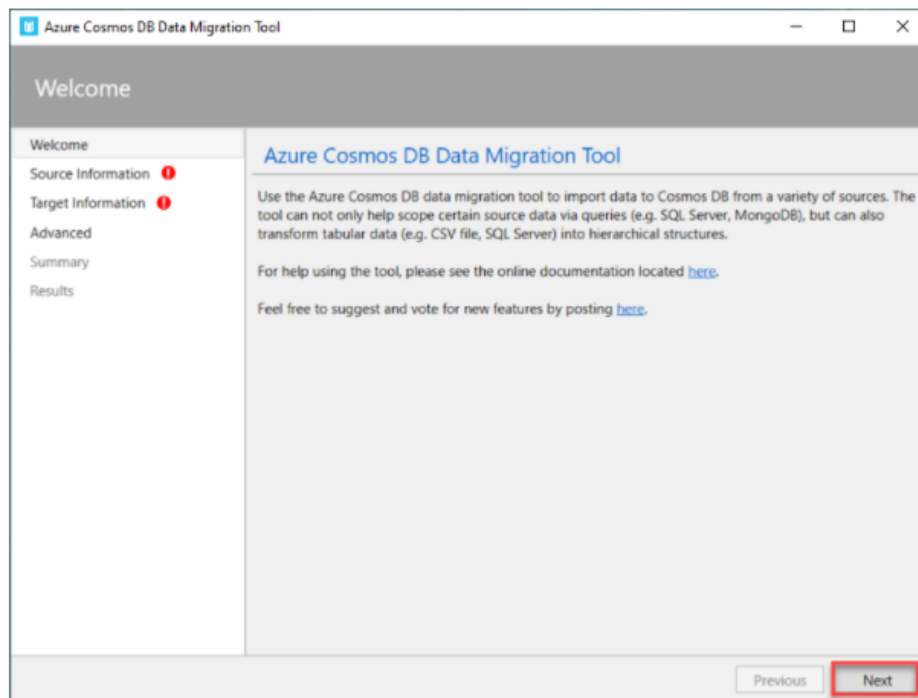 Azure Cosmos DB Data Migration Tool
Welcome
Welcome
Source Information
Target Information
Advanced
Summary
Results
Azure Cosmos DB Data Migration Tool
Use the Azure Cosmos DB data migration tool to import data to Cosmos DB from a variety of sources. The
tool can not only help scope certain source data via queries (e.g. SQL Server, MongoDB), but can also
transform tabular data (e.g. CSV file, SQL Server) into hierarchical structures.
For help using the tool, please see the online documentation located here.
Feel free to suggest and vote for new features by posting here.
Previous
Next